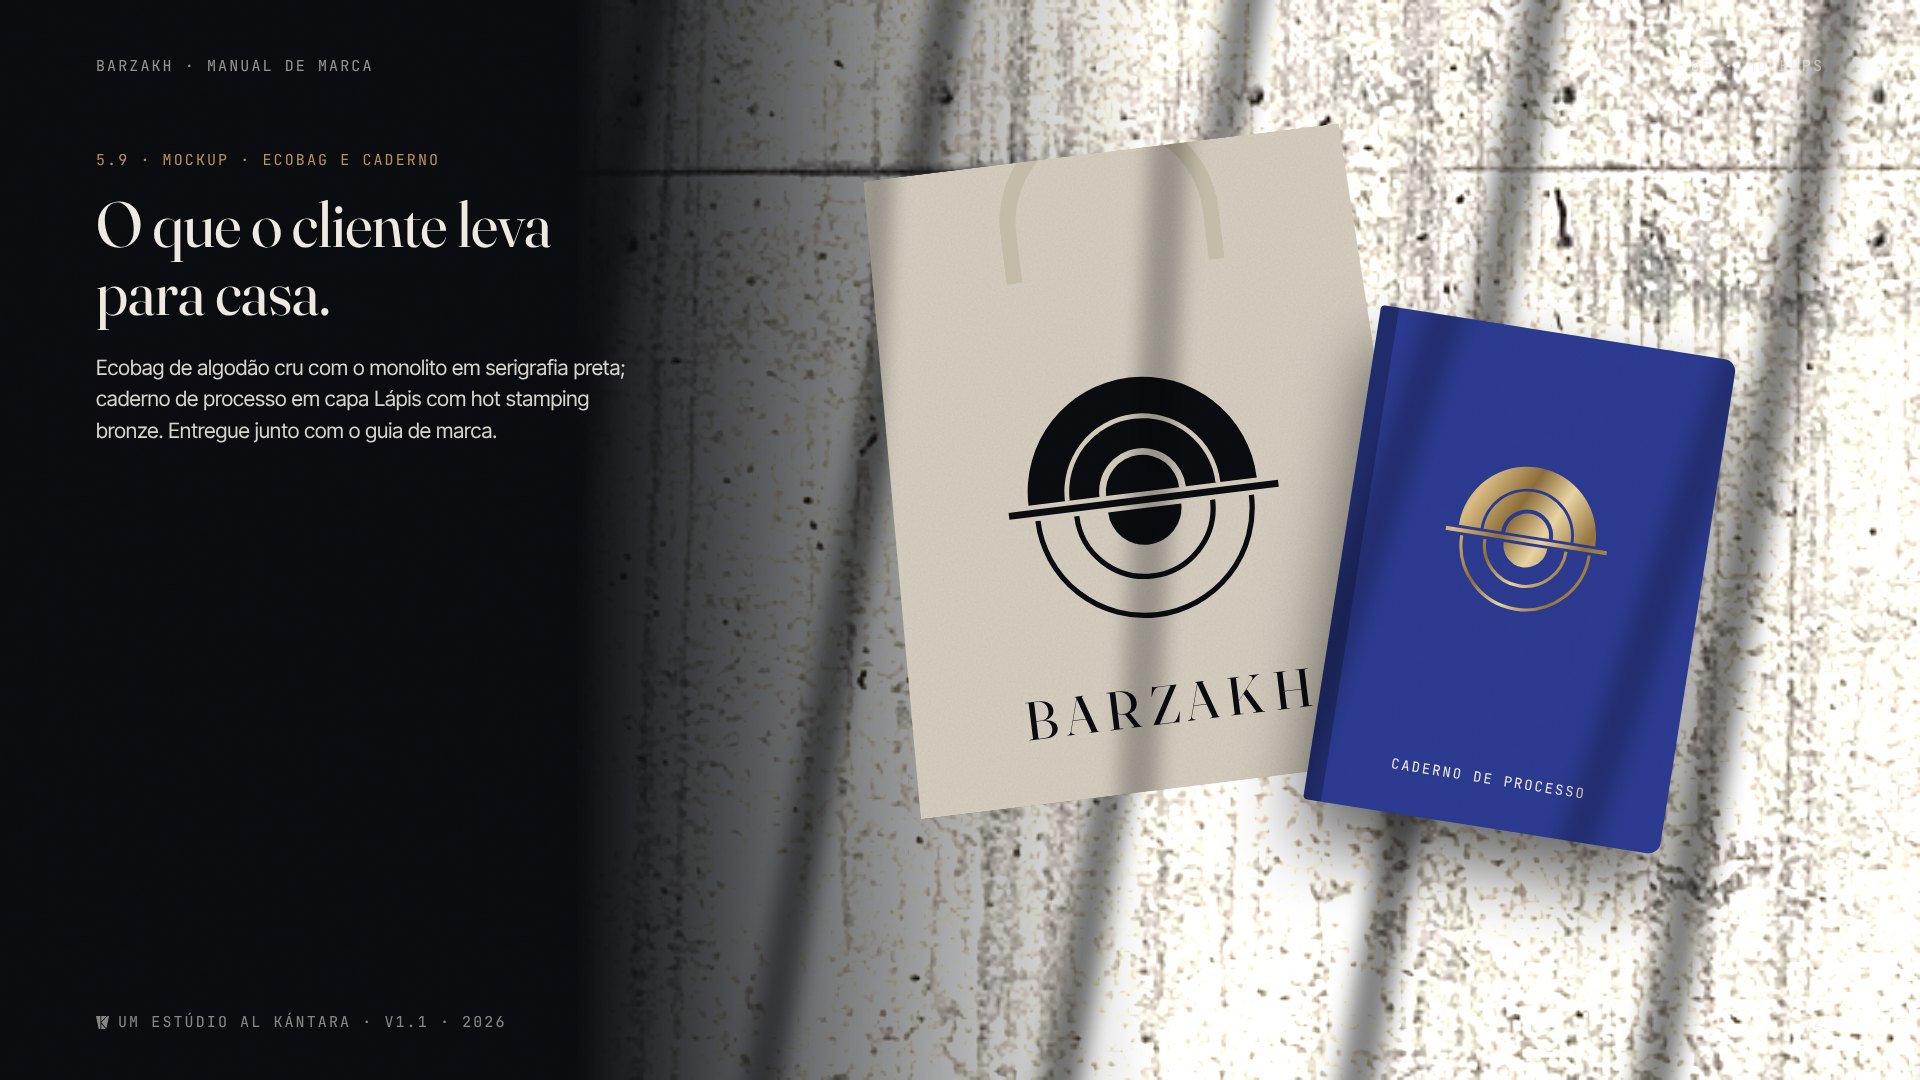 BARZAKH · MANUAL DE MARCA
5.9 · MOCKUP · ECOBAG E CADERNO
O que o cliente leva
para casa.
Ecobag de algodão cru com o monolito em serigrafia preta;
caderno de processo em capa Lápis com hot stamping
bronze. Entregue junto com o guia de marca.
BARZAKH
CADERNO DE PROCESSO
UM ESTÚDIO AL KÁNTARA · V1.1 · 2026